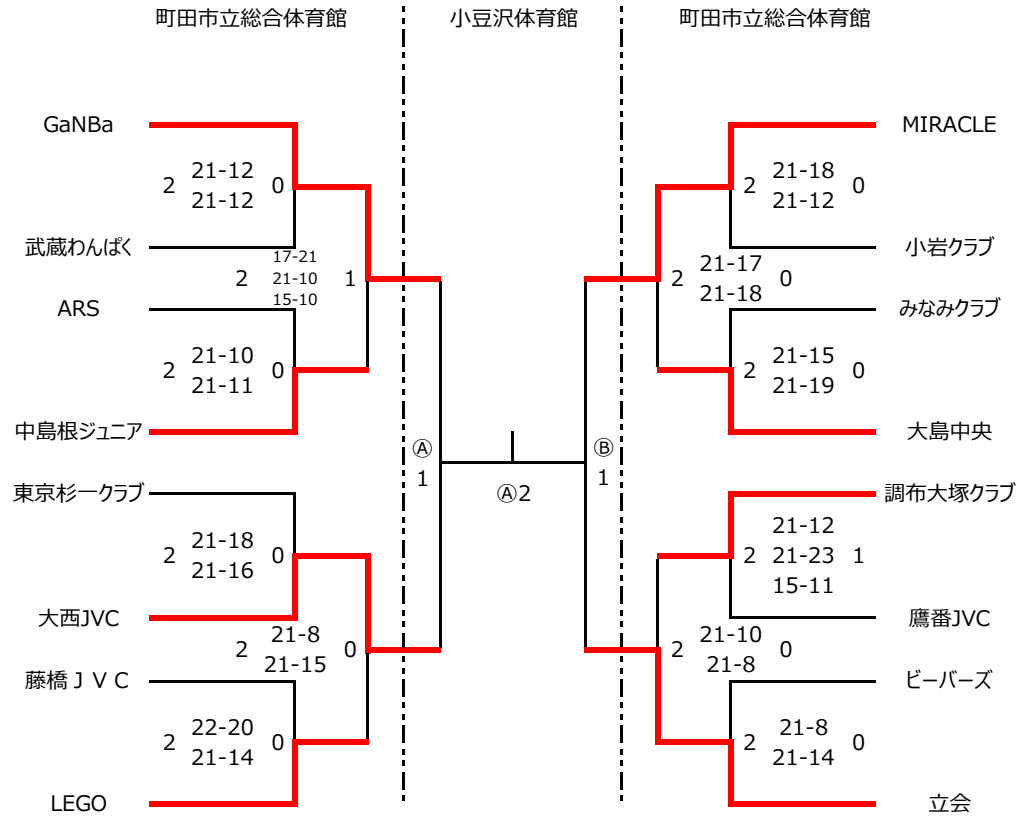 町田市立総合体育館
小豆沢体育館
町田市立総合体育館
GaNBa
2 21-12 0
21-12
武蔵わんぱく
2 17-21 1
21-10
15-10
ARS
2 21-10 0
21-11
中島根ジュニア
東京杉一クラブ
2 21-18 0
21-16
大西JVC
2 21-8 0
21-15
藤橋ＪＶＣ
2 22-20 0
21-14
LEGO
Ⓐ
1
Ⓐ2
Ⓑ
1
MIRACLE
2 21-18 0
21-12
小岩クラブ
2 21-17 0
21-18
みなみクラブ
2 21-15 0
21-19
大島中央
調布大塚クラブ
21-12
2 21-23 1
15-11
鷹番JVC
2 21-10 0
21-8
ビーバーズ
2 21-8 0
21-14
立会